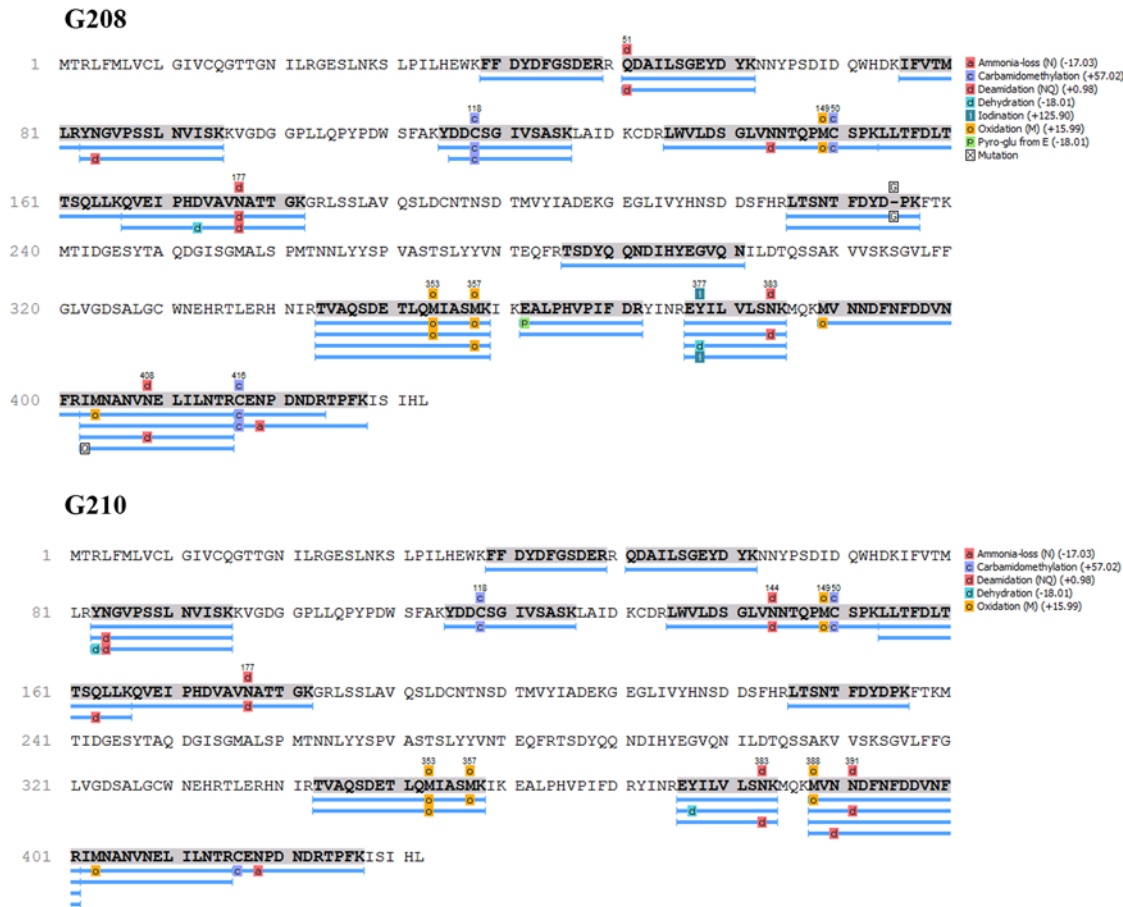 G208
51
d
1 MTRLFMLVCL GIVCQGTTGN ILRGESLNKS LPILHEWKFF DYDFGSDERR QDAILSGEYD YKNNYPSDID QWHDKIFVTM
d
118 149 50
c o c
81 LRYNGVPSSL NVISKKVGDG GPLLQPYPDW SFAKYDDCSG IVSASKLAID KCDRLWVLDS GLVNNTQPMC SPKLLTFDLT
c d o c
d c
177
d G
161 TSQLLKQVEI PHDVAVNATT GKGRLSSLAV QSLDCNTNSD TMVYIADEKG EGLIVYHNSD DSFHRLTSNT FDYD-PKFTK
d G
d d
240 MTIDGESYTA QDGISGMALS PMTNNLYYSP VASTSLYYVN TEQFRTSDYQ QNDIHYEGVQ NILDTQSSAK VVSKSGVLFF
353 357 377 383
o o I d
320 GLVGDSALGC WNEHRTLERH NIRTVAQSDE TLQMIASMKI KEALPHVPIF DRYINREYIL VLSNKMQKMV NNDFNFDDVN
o o p o
o d
o d
I
408 416
d c
400 FRIMNANVNE LILNTRCENP DNDRTPFKIS IHL
o c
c a
d
a Ammonia-loss (N) (-17.03)
c Carbamidomethylation (+57.02)
d Deamidation (NQ) (+0.98)
d Dehydration (-18.01)
I Iodination (+125.90)
o Oxidation (M) (+15.99)
p Pyro-glu from E (-18.01)
X Mutation
G210
1 MTRLFMLVCL GIVCQGTTGN ILRGESLNKS LPILHEWKFF DYDFGSDERR QDAILSGEYD YKNNYPSDID QWHDKIFVTM
118 144 149 50
c d o c
81 LRYNGVPSSL NVISKKVGDG GPLLQPYPDW SFAKYDDCSG IVSASKLAID KCDRLWVLDS GLVNNTQPMC SPKLLTFDLT
c d o c
d
d d
177
d
161 TSQLLKQVEI PHDVAVNATT GKGRLSSLAV QSLDCNTNSD TMVYIADEKG EGLIVYHNSD DSFHRLTSNT FDYDPKFTKM
d
d
241 TIDGESYTAQ DGISGMALSP MTNNLYYSPV ASTSLYYVNT EQFRTSDYQQ NDIHYEGVQN ILDTQSSAKV VSKSGVLFFG
353 357 383 388 391
o o d o d
321 LVGDSALGCW NEHRTLERHN IRTVAQSDET LQMIASMKIK EALPHVPIFD RYINREYILV LSNKMQKMVN NDFNFDDVNF
o o o
o d d
d d
401 RIMNANVNEL ILNTRCENPD NDRTPFKISI HL
o c a
a Ammonia-loss (N) (-17.03)
c Carbamidomethylation (+57.02)
d Deamidation (NQ) (+0.98)
d Dehydration (-18.01)
o Oxidation (M) (+15.99)